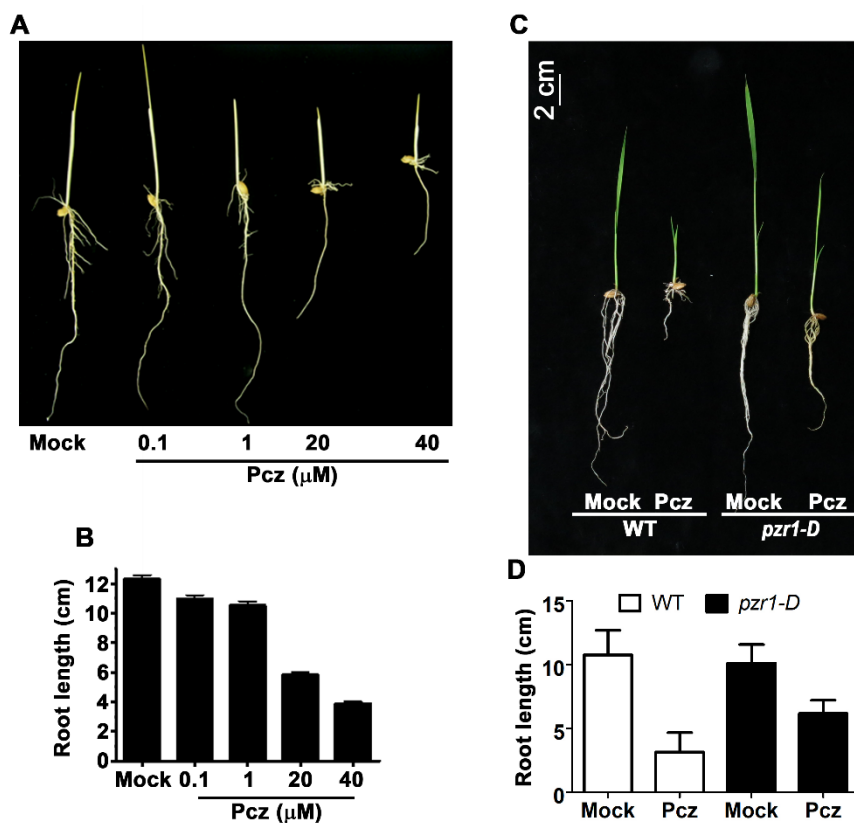 A
Mock 0.1 1 20 40
Pcz (μM)
B
Root length (cm)
12
10
8
6
4
2
0
Mock 0.1 1 20 40
Pcz (μM)
C
2 cm
Mock Pcz Mock Pcz
WT pzr1-D
D
WT pzr1-D
Root length (cm)
15
10
5
0
Mock Pcz Mock Pcz